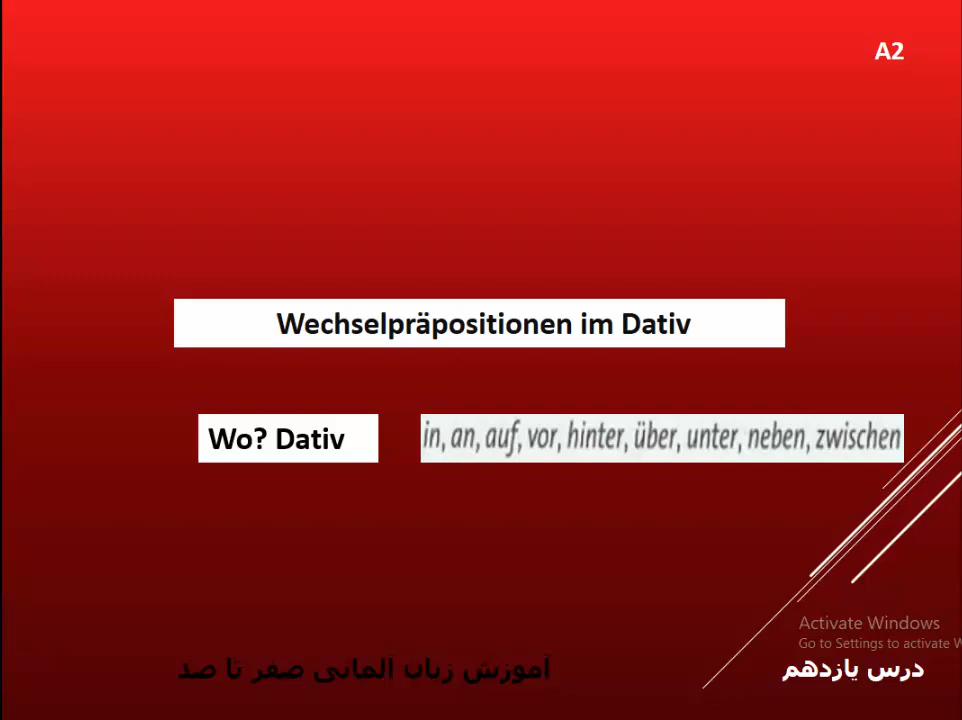 A2
Wechselpräpositionen im Dativ
Wo? Dativ
in, an, auf, vor, hinter, über, unter, neben, zwischen
Activate Windows
Go to Settings to activate W
درس یازدهم
آموزش زبان آلمانی صفر تا صد